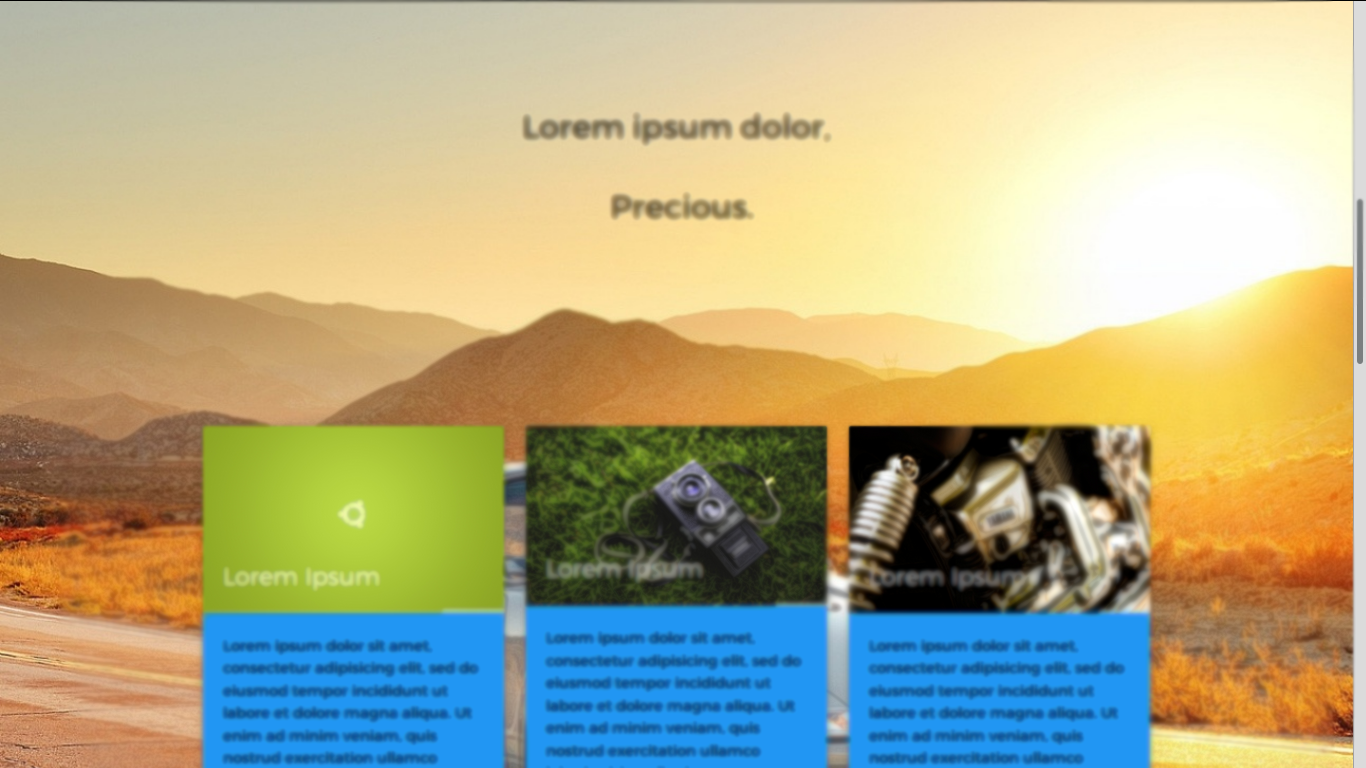 Lorem ipsum dolor,
Precious.
Lorem Ipsum
Lorem ipsum dolor sit amet,
consectetur adipisicing elit, sed do
eiusmod tempor incididunt ut
labore et dolore magna aliqua. Ut
enim ad minim veniam, quis
nostrud exercitation ullamco
Lorem Ipsum
Lorem ipsum dolor sit amet,
consectetur adipisicing elit, sed do
eiusmod tempor incididunt ut
labore et dolore magna aliqua. Ut
enim ad minim veniam, quis
nostrud exercitation ullamco
Lorem Ipsum
Lorem ipsum dolor sit amet,
consectetur adipisicing elit, sed do
eiusmod tempor incididunt ut
labore et dolore magna aliqua. Ut
enim ad minim veniam, quis
nostrud exercitation ullamco